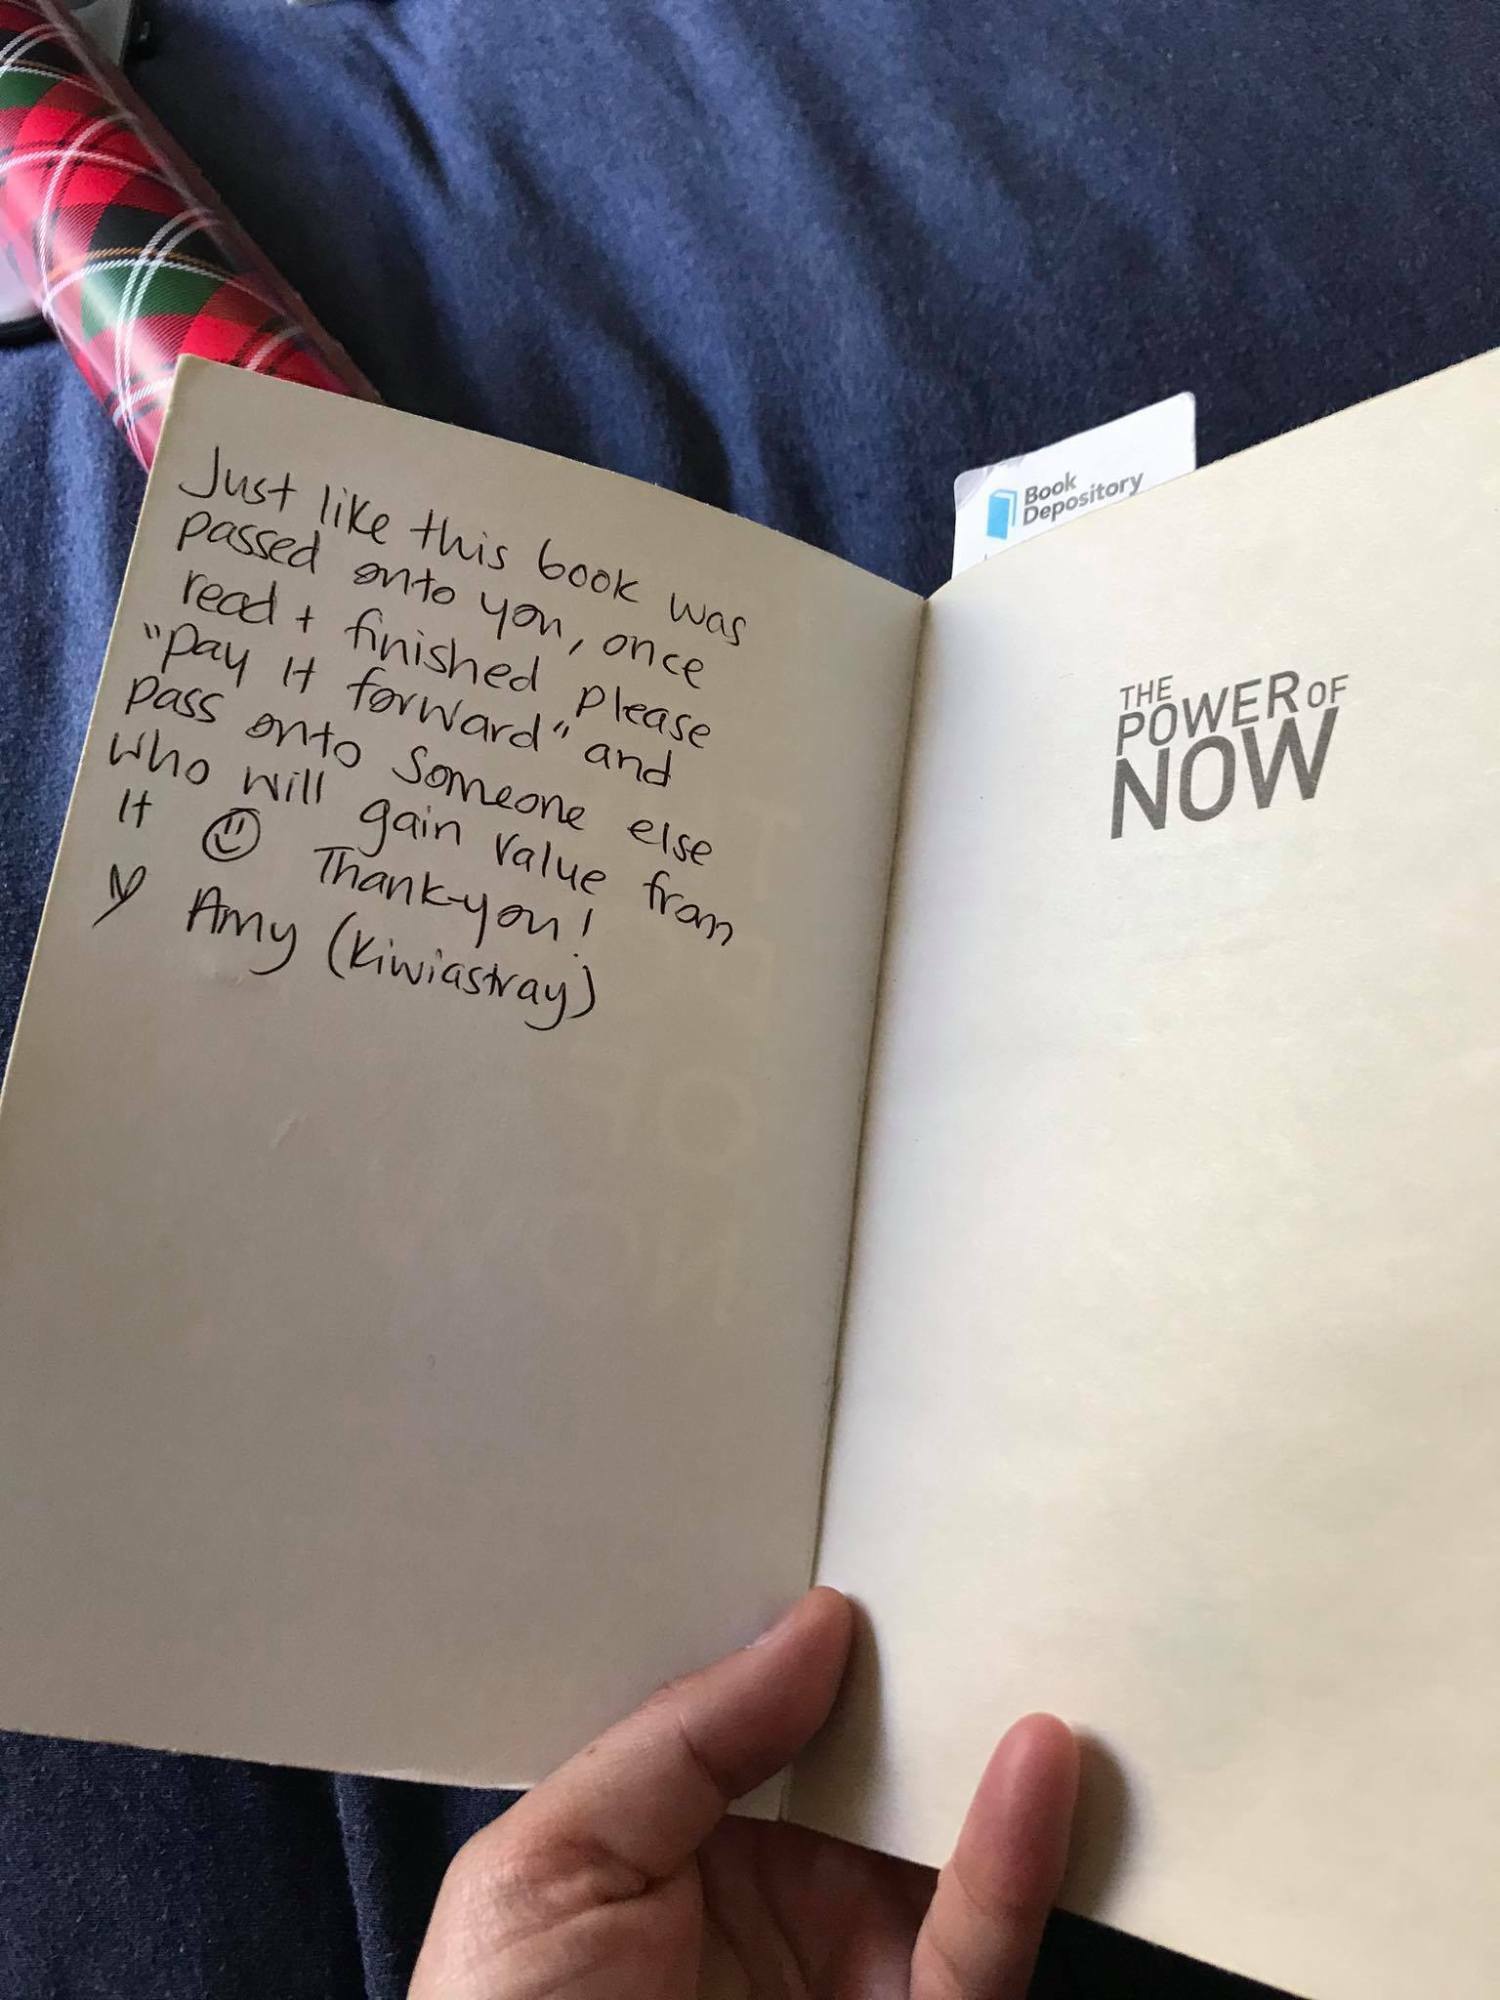 Just like this book was
passed onto you, once
read + finished please
"pay it forward" and
pass onto someone else
who will gain value from
it Thank-you!
Amy (Kiwiastray)
Book
Depository
THE
POWER OF
NOW